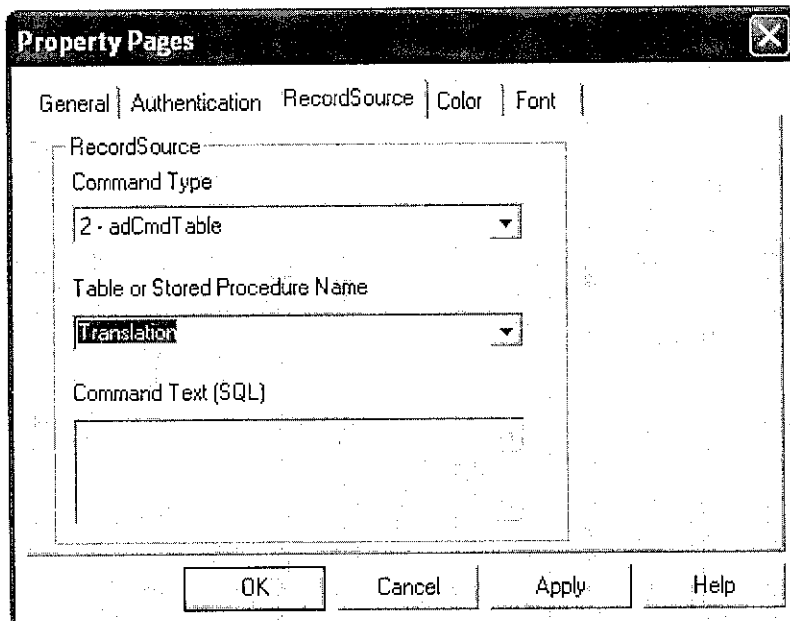 Property Pages
General Authentication RecordSource Color Font
RecordSource
Command Type
2 - adCmdTable
Table or Stored Procedure Name
Translation
Command Text (SQL)
OK Cancel Apply Help